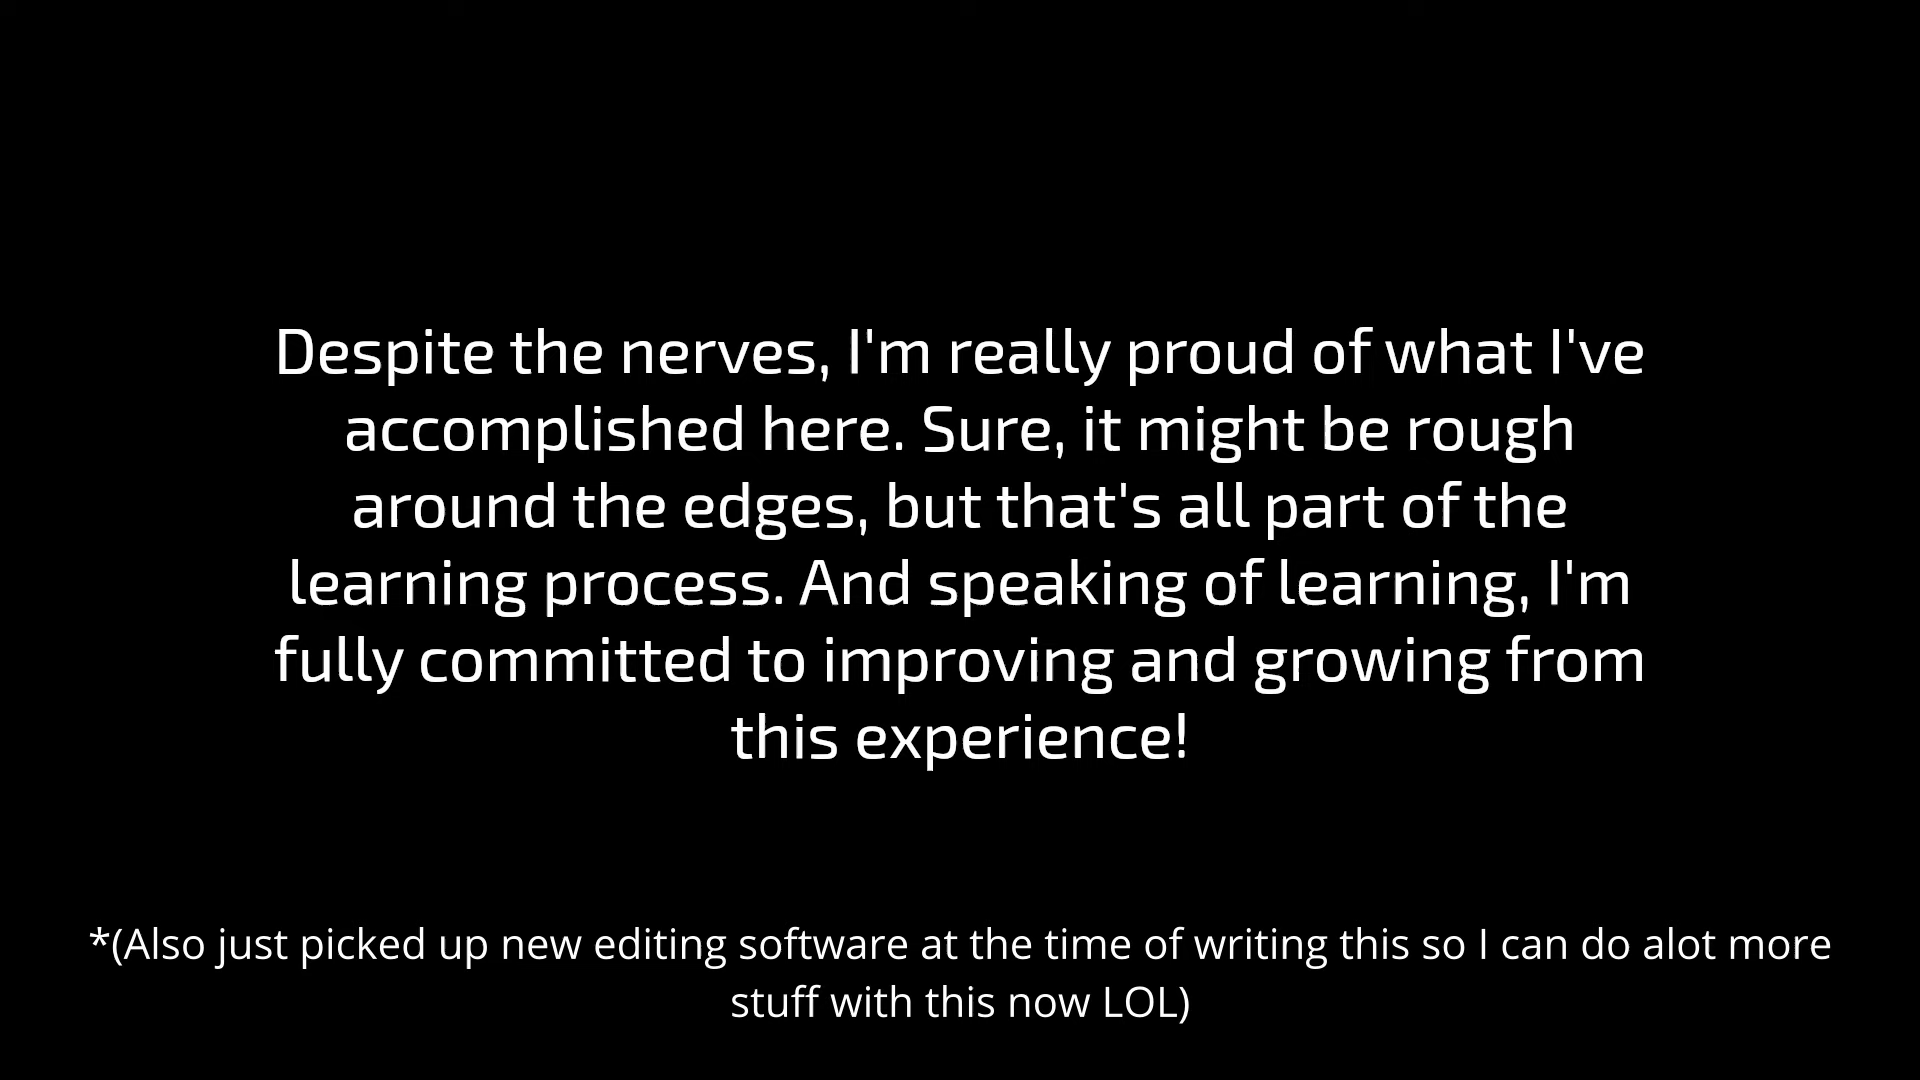 Despite the nerves, I'm really proud of what I've
accomplished here. Sure, it might be rough
around the edges, but that's all part of the
learning process. And speaking of learning, I'm
fully committed to improving and growing from
this experience!
*(Also just picked up new editing software at the time of writing this so I can do alot more
stuff with this now LOL)